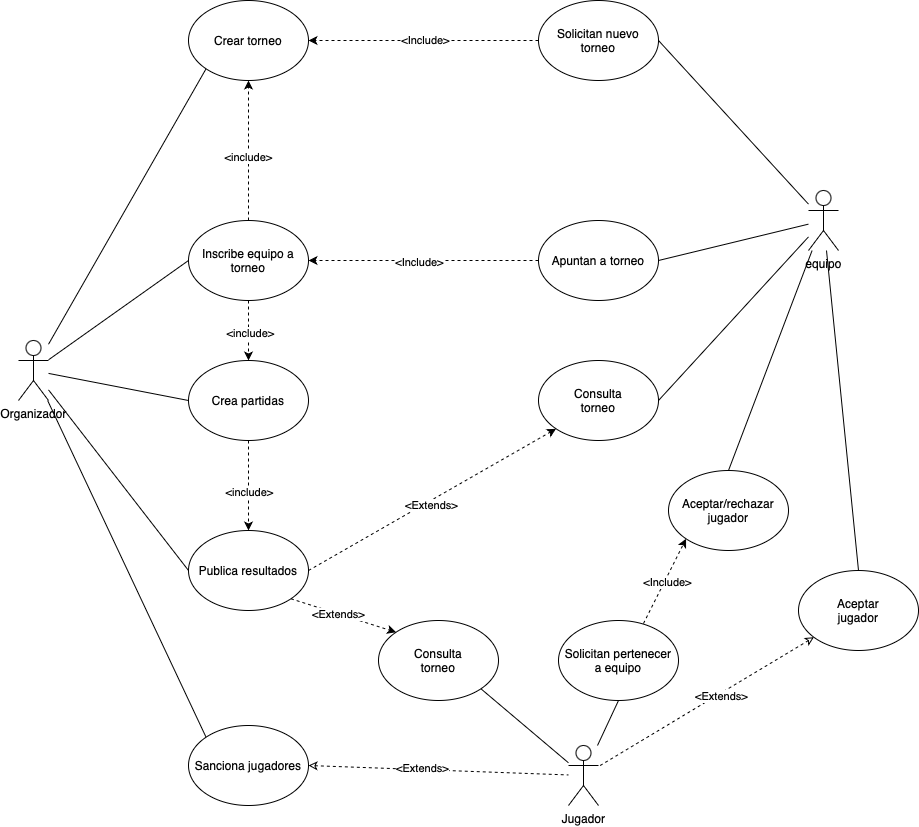 Crear torneo
<Include>
Solicitan nuevo
torneo
<include>
Inscribe equipo a
torneo
<Include>
Apuntan a torneo
equipo
<include>
Organizador
Crea partidas
Consulta
torneo
<include>
<Extends>
Aceptar/rechazar
jugador
Publica resultados
<Include>
<Extends>
Aceptar
jugador
Consulta
torneo
Solicitan pertenecer
a equipo
<Extends>
Sanciona jugadores
<Extends>
Jugador